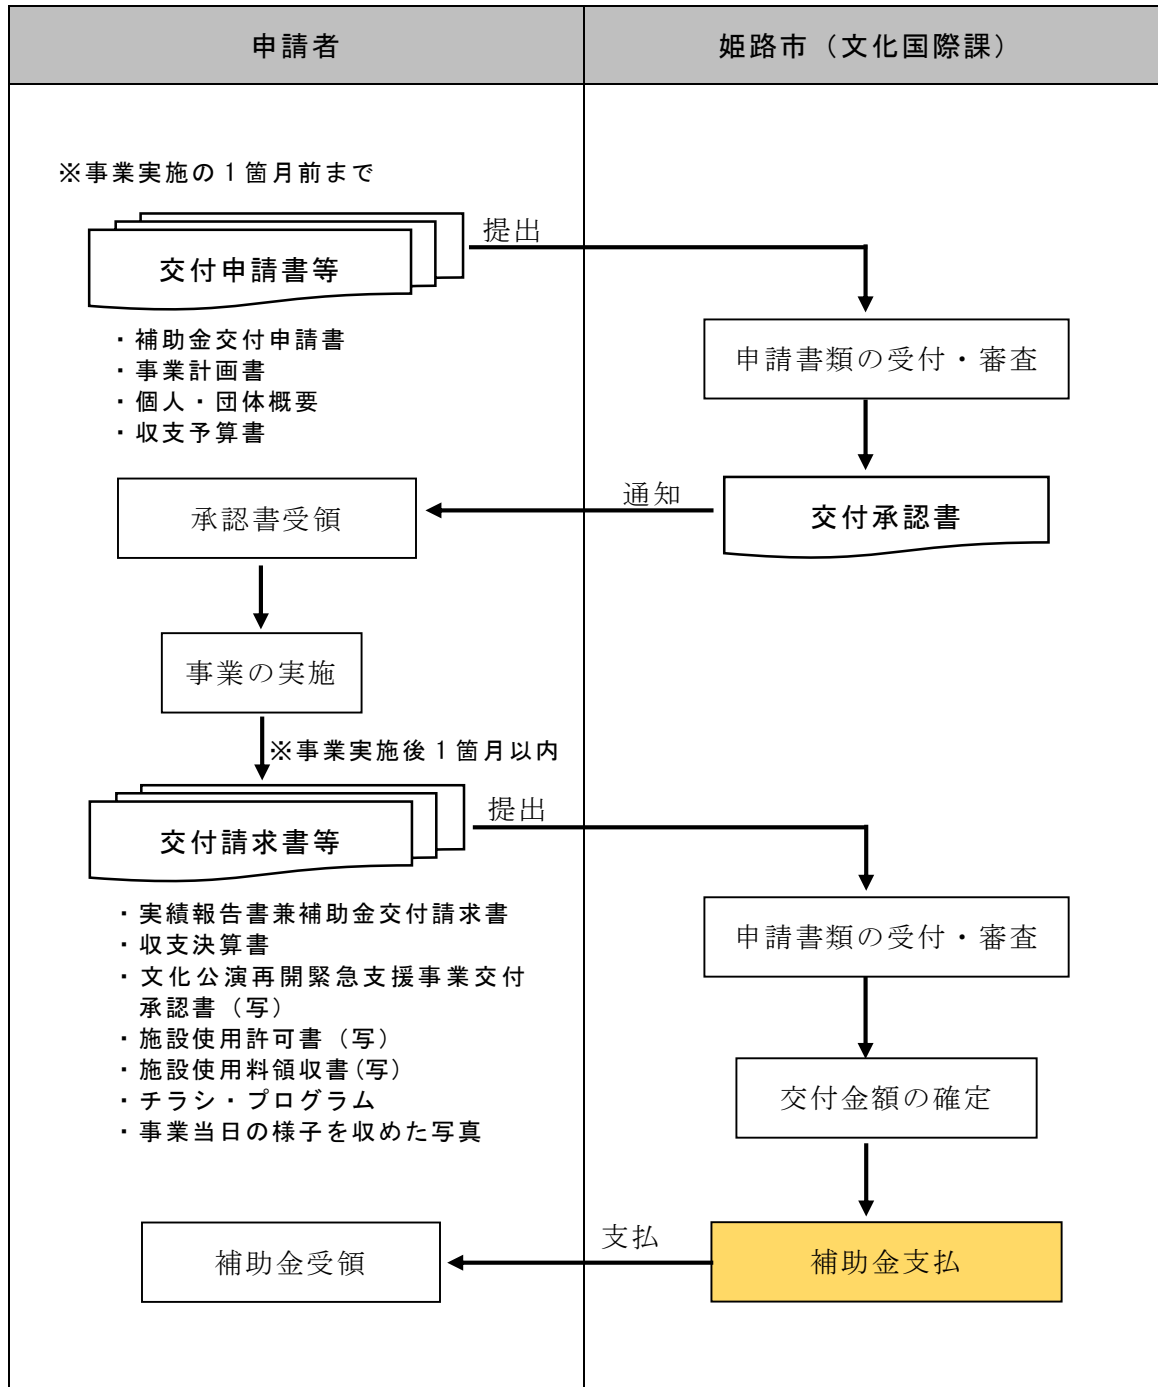 申請者
姫路市（文化国際課）
※事業実施の１箇月前まで
提出
交付申請書等
・補助金交付申請書
・事業計画書
・個人・団体概要
・収支予算書
申請書類の受付・審査
通知
交付承認書
承認書受領
事業の実施
※事業実施後１箇月以内
提出
交付請求書等
・実績報告書兼補助金交付請求書
・収支決算書
・文化公演再開緊急支援事業交付
承認書（写）
・施設使用許可書（写）
・施設使用料領収書(写)
・チラシ・プログラム
・事業当日の様子を収めた写真
申請書類の受付・審査
交付金額の確定
補助金支払
支払
補助金受領